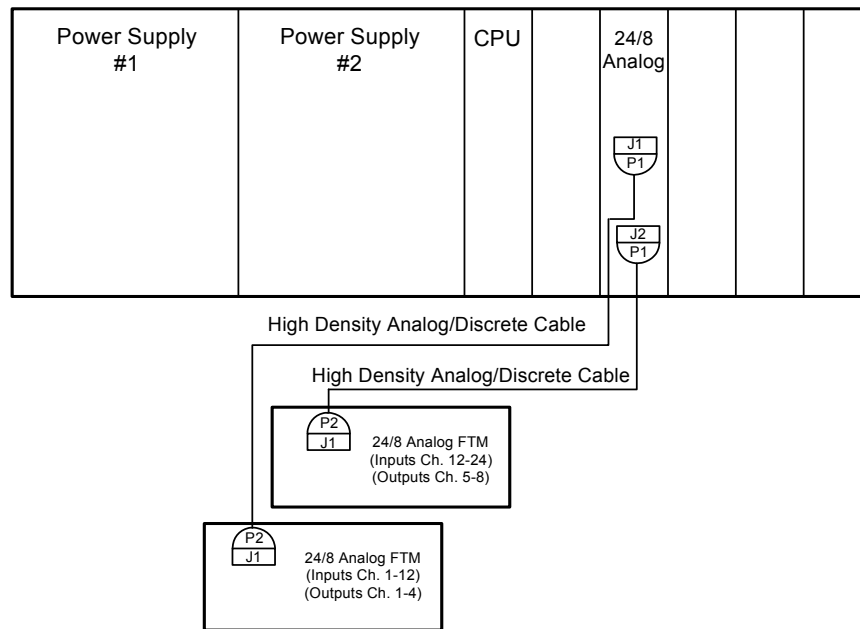 Power Supply
#1
Power Supply
#2
CPU
24/8
Analog
J1
P1
J2
P1
High Density Analog/Discrete Cable
High Density Analog/Discrete Cable
P2
J1
24/8 Analog FTM
(Inputs Ch. 12-24)
(Outputs Ch. 5-8)
P2
J1
24/8 Analog FTM
(Inputs Ch. 1-12)
(Outputs Ch. 1-4)